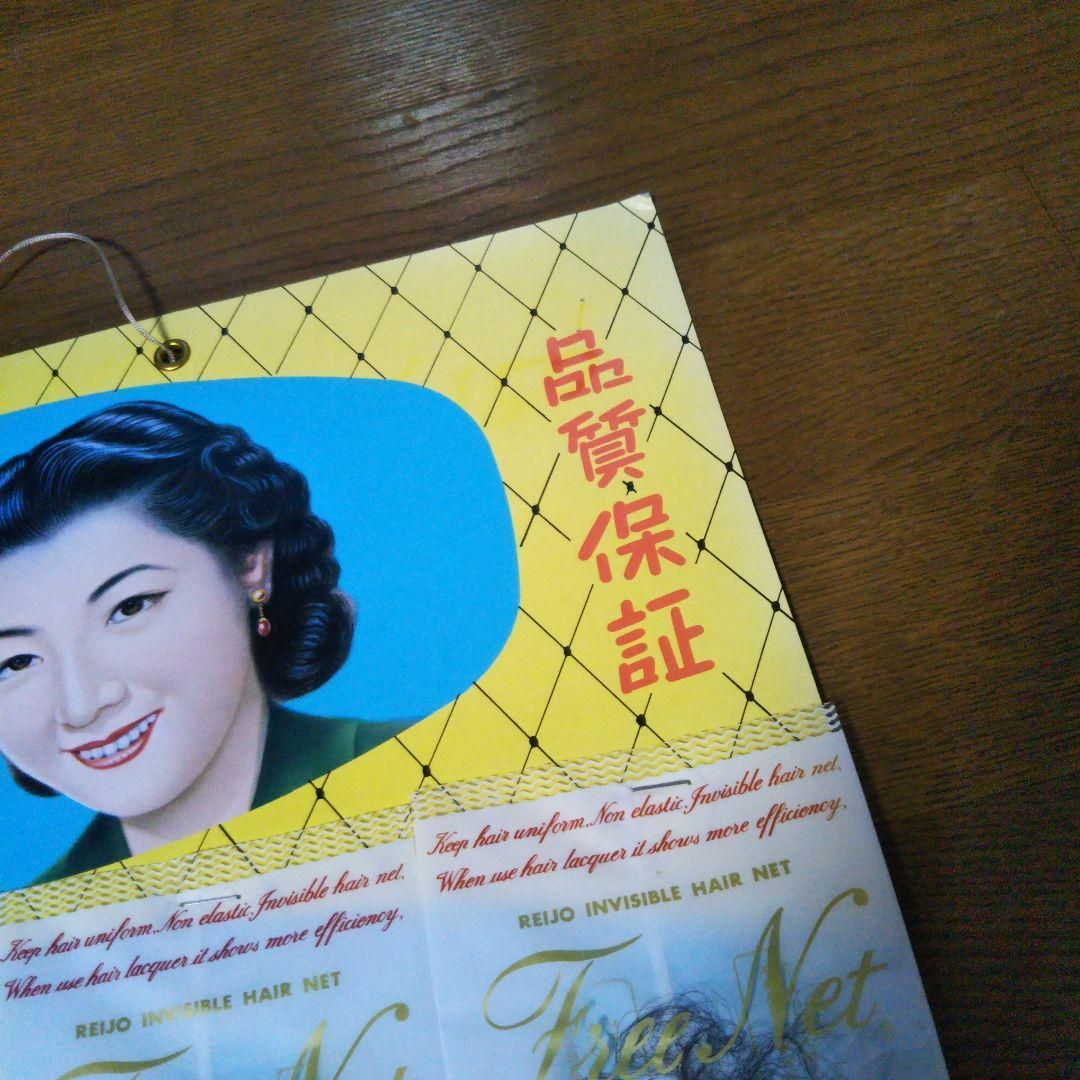 品質保証
Keep hair uniform. Non elastic. Invisible hair net.
When use hair lacquer it shows more efficiency,
REIJO INVISIBLE HAIR NET
Free Net
Keep hair uniform. Non elastic. Invisible hair net.
When use hair lacquer it shows more efficiency,
REIJO INVISIBLE HAIR NET